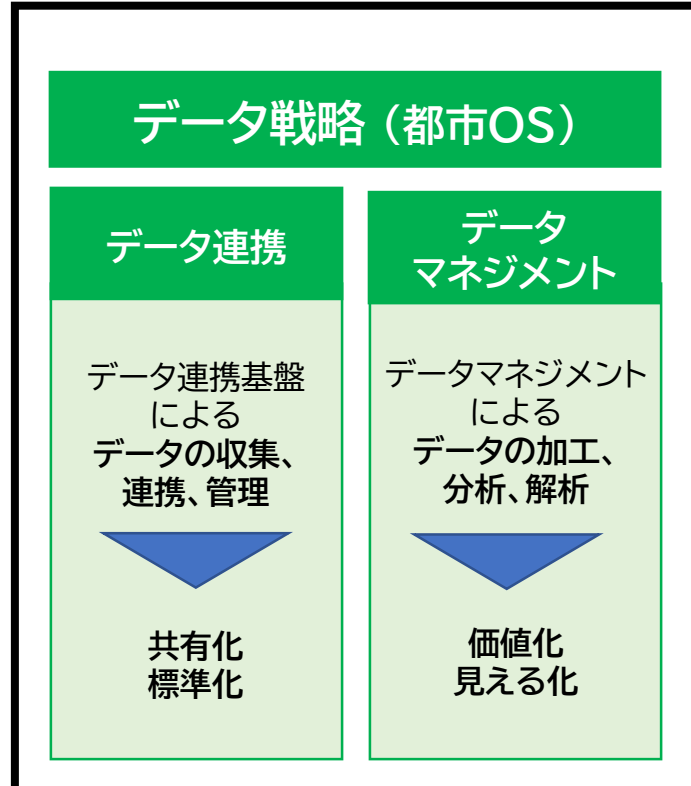 データ戦略（都市OS）
データ連携
データ連携基盤
による
データの収集、
連携、管理
共有化
標準化
データ
マネジメント
データマネジメント
による
データの加工、
分析、解析
価値化
見える化